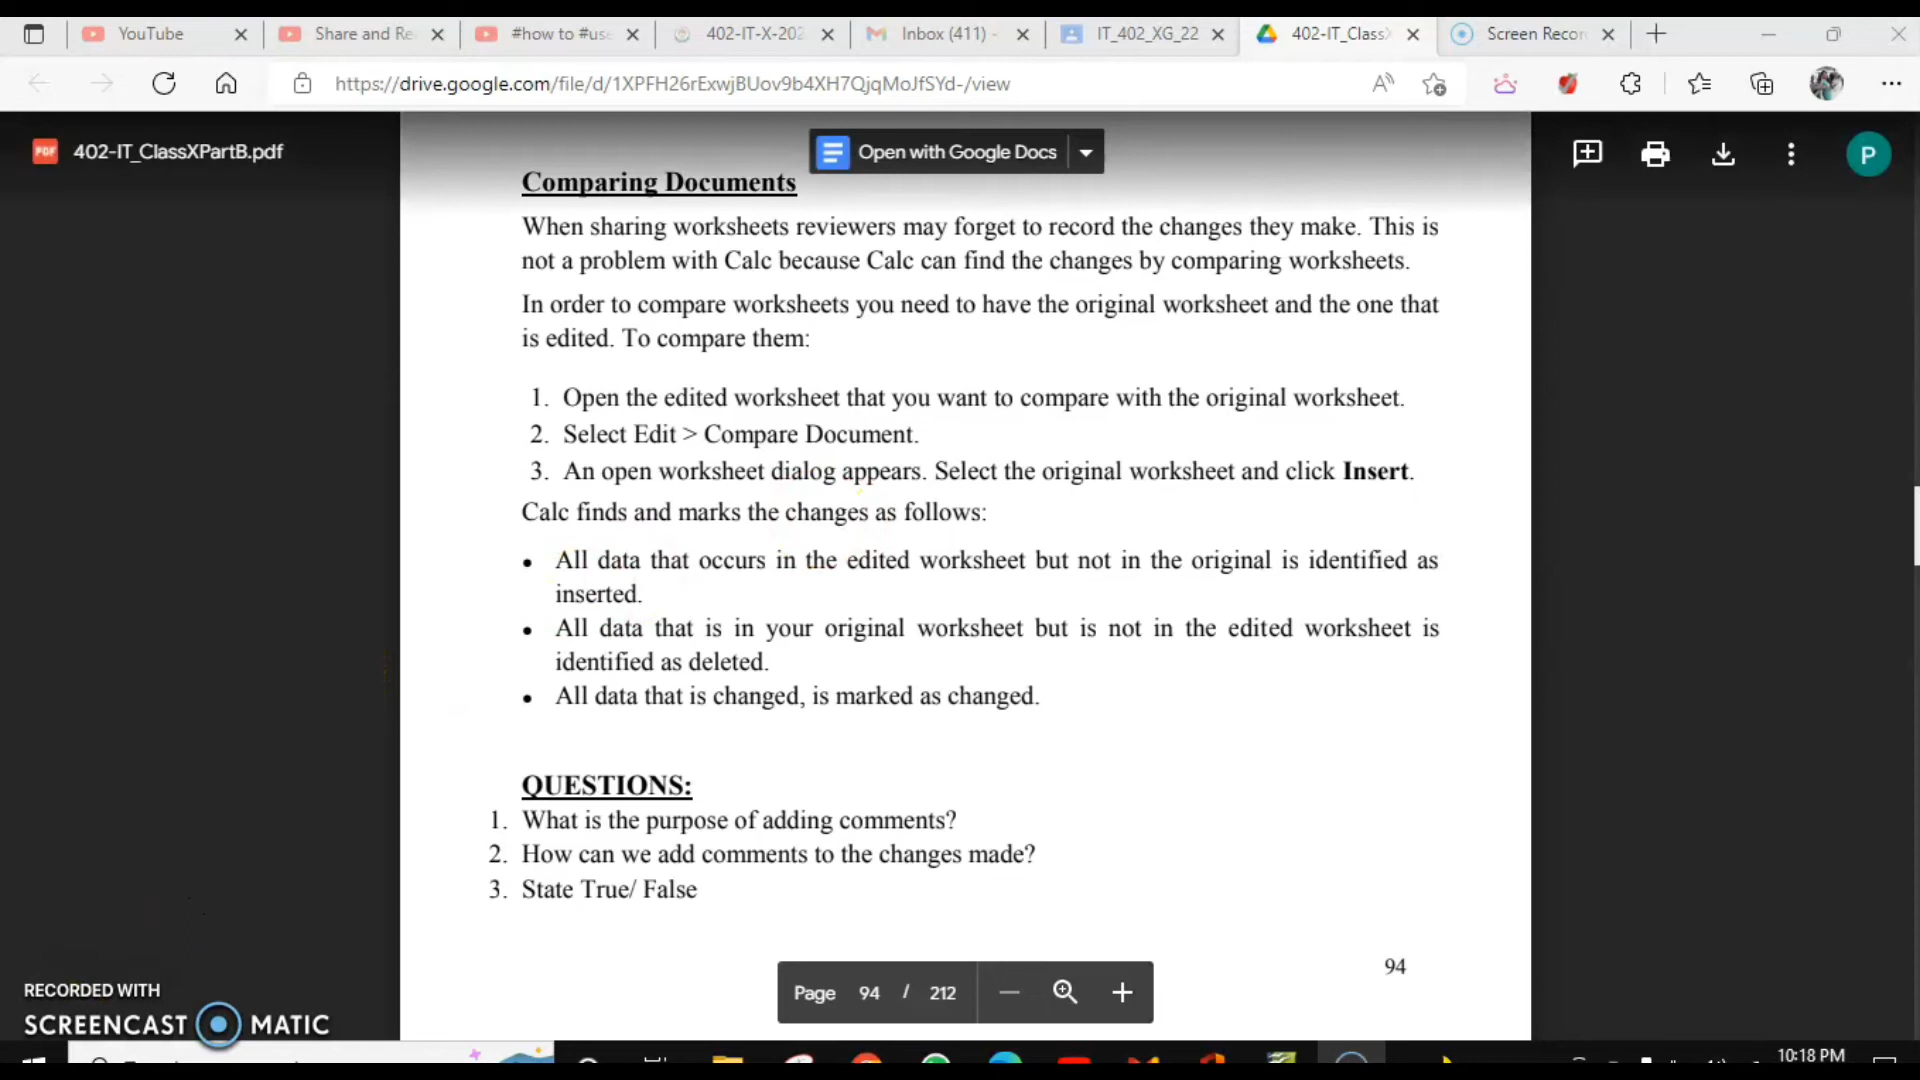 YouTube
Share and Re
#how to #us
402-IT-X-202
Inbox (411) -
IT_402_XG_22
402-IT_Class
Screen Recor
https://drive.google.com/file/d/1XPFH26rExwjBUov9b4XH7QjqMoJfSYd-/view
PDF
402-IT_ClassXPartB.pdf
Open with Google Docs
P
Comparing Documents
When sharing worksheets reviewers may forget to record the changes they make. This is
not a problem with Calc because Calc can find the changes by comparing worksheets.
In order to compare worksheets you need to have the original worksheet and the one that
is edited. To compare them:
1. Open the edited worksheet that you want to compare with the original worksheet.
2. Select Edit > Compare Document.
3. An open worksheet dialog appears. Select the original worksheet and click Insert.
Calc finds and marks the changes as follows:
• All data that occurs in the edited worksheet but not in the original is identified as
inserted.
• All data that is in your original worksheet but is not in the edited worksheet is
identified as deleted.
• All data that is changed, is marked as changed.
QUESTIONS:
1. What is the purpose of adding comments?
2. How can we add comments to the changes made?
3. State True/ False
94
Page 94 / 212
RECORDED WITH
SCREENCAST MATIC
10:18 PM